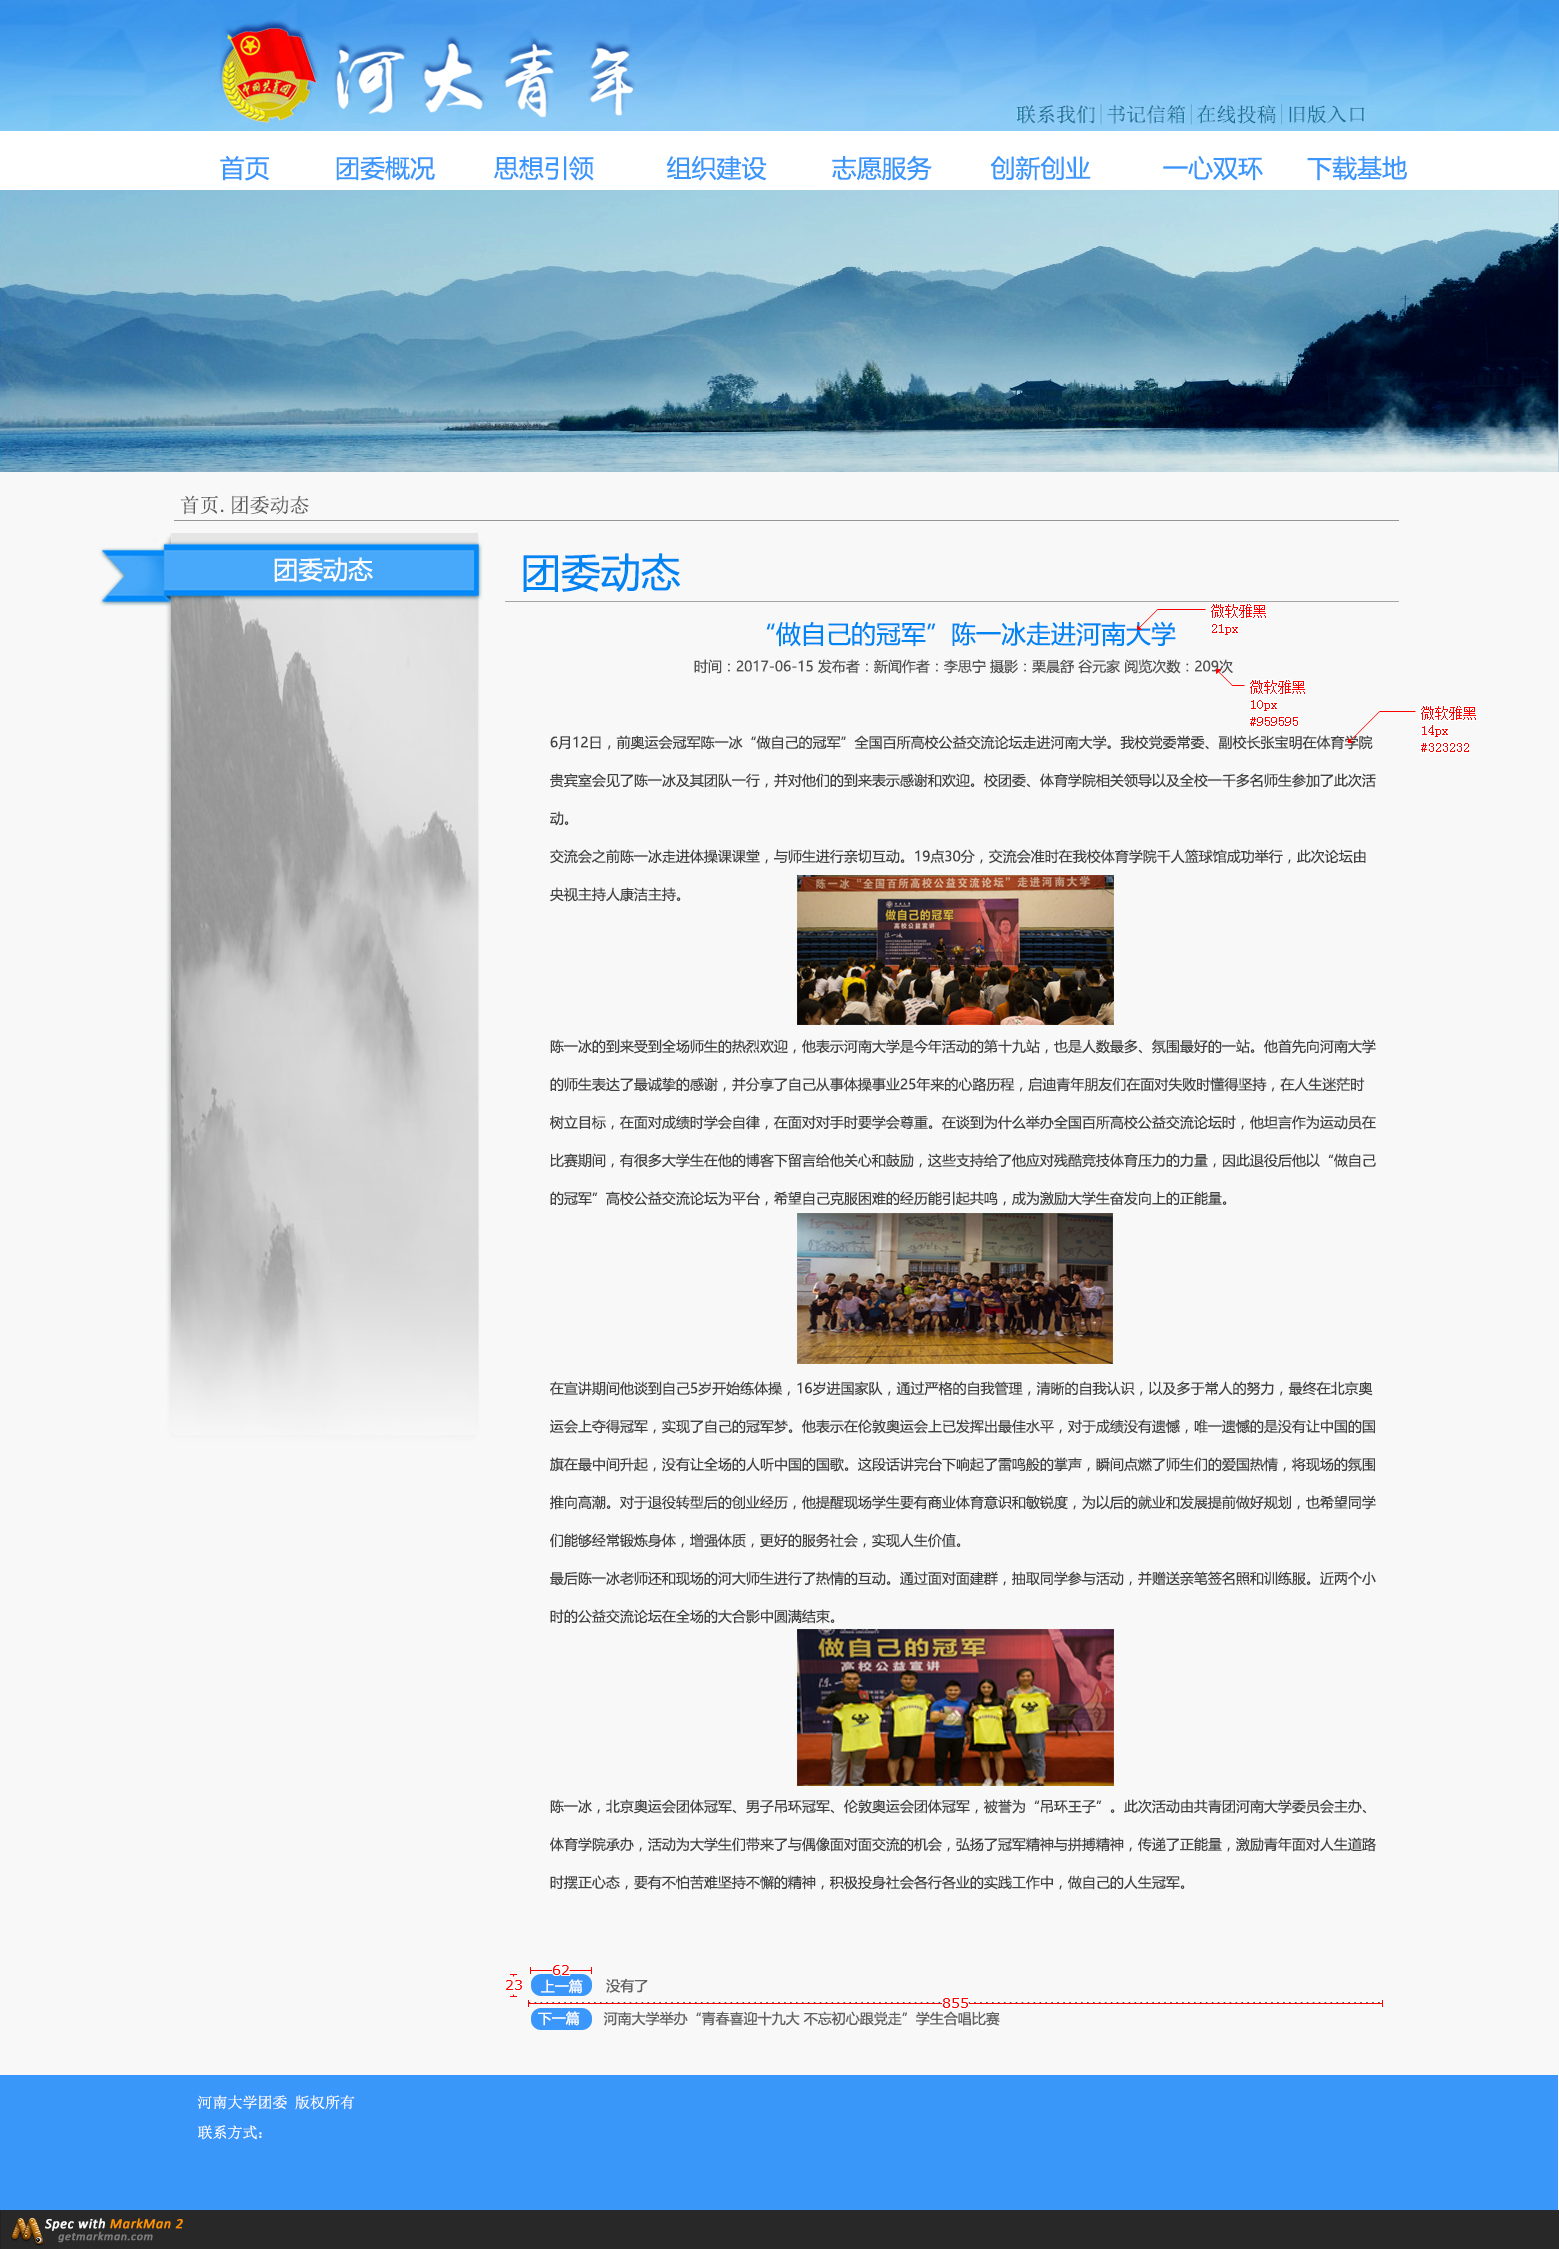 中国共青团
河大青年
联系我们 | 书记信箱 | 在线投稿 | 旧版入口
首页 团委概况 思想引领 组织建设 志愿服务 创新创业 一心双环 下载基地
首页. 团委动态
团委动态
团委动态
“做自己的冠军”陈一冰走进河南大学
微软雅黑
21px
时间：2017-06-15 发布者：新闻作者：李思宁 摄影：栗晨舒 谷元家 阅览次数：209次
微软雅黑
10px
#959595
微软雅黑
14px
#323232
6月12日，前奥运会冠军陈一冰“做自己的冠军”全国百所高校公益交流论坛走进河南大学。我校党委常委、副校长张宝明在体育学院
贵宾室会见了陈一冰及其团队一行，并对他们的到来表示感谢和欢迎。校团委、体育学院相关领导以及全校一千多名师生参加了此次活
动。
交流会之前陈一冰走进体操课课堂，与师生进行亲切互动。19点30分，交流会准时在我校体育学院千人篮球馆成功举行，此次论坛由
央视主持人康洁主持。
陈一冰“全国百所高校公益交流论坛”走进河南大学
做自己的冠军
高校公益宣讲
陈一冰的到来受到全场师生的热烈欢迎，他表示河南大学是今年活动的第十九站，也是人数最多、氛围最好的一站。他首先向河南大学
的师生表达了最诚挚的感谢，并分享了自己从事体操事业25年来的心路历程，启迪青年朋友们在面对失败时懂得坚持，在人生迷茫时
树立目标，在面对成绩时学会自律，在面对对手时要学会尊重。在谈到为什么举办全国百所高校公益交流论坛时，他坦言作为运动员在
比赛期间，有很多大学生在他的博客下留言给他关心和鼓励，这些支持给了他应对残酷竞技体育压力的力量，因此退役后他以“做自己
的冠军”高校公益交流论坛为平台，希望自己克服困难的经历能引起共鸣，成为激励大学生奋发向上的正能量。
在宣讲期间他谈到自己5岁开始练体操，16岁进国家队，通过严格的自我管理，清晰的自我认识，以及多于常人的努力，最终在北京奥
运会上夺得冠军，实现了自己的冠军梦。他表示在伦敦奥运会上已发挥出最佳水平，对于成绩没有遗憾，唯一遗憾的是没有让中国的国
旗在最中间升起，没有让全场的人听中国的国歌。这段话讲完台下响起了雷鸣般的掌声，瞬间点燃了师生们的爱国热情，将现场的氛围
推向高潮。对于退役转型后的创业经历，他提醒现场学生要有商业体育意识和敏锐度，为以后的就业和发展提前做好规划，也希望同学
们能够经常锻炼身体，增强体质，更好的服务社会，实现人生价值。
最后陈一冰老师还和现场的河大师生进行了热情的互动。通过面对面建群，抽取同学参与活动，并赠送亲笔签名照和训练服。近两个小
时的公益交流论坛在全场的大合影中圆满结束。
做自己的冠军
高校公益宣讲
陈一冰，北京奥运会团体冠军、男子吊环冠军、伦敦奥运会团体冠军，被誉为“吊环王子”。此次活动由共青团河南大学委员会主办、
体育学院承办，活动为大学生们带来了与偶像面对面交流的机会，弘扬了冠军精神与拼搏精神，传递了正能量，激励青年面对人生道路
时摆正心态，要有不怕苦难坚持不懈的精神，积极投身社会各行各业的实践工作中，做自己的人生冠军。
62
23
上一篇 没有了
855
下一篇 河南大学举办“青春喜迎十九大 不忘初心跟党走”学生合唱比赛
河南大学团委 版权所有
联系方式:
Spec with MarkMan 2
getmarkman.com